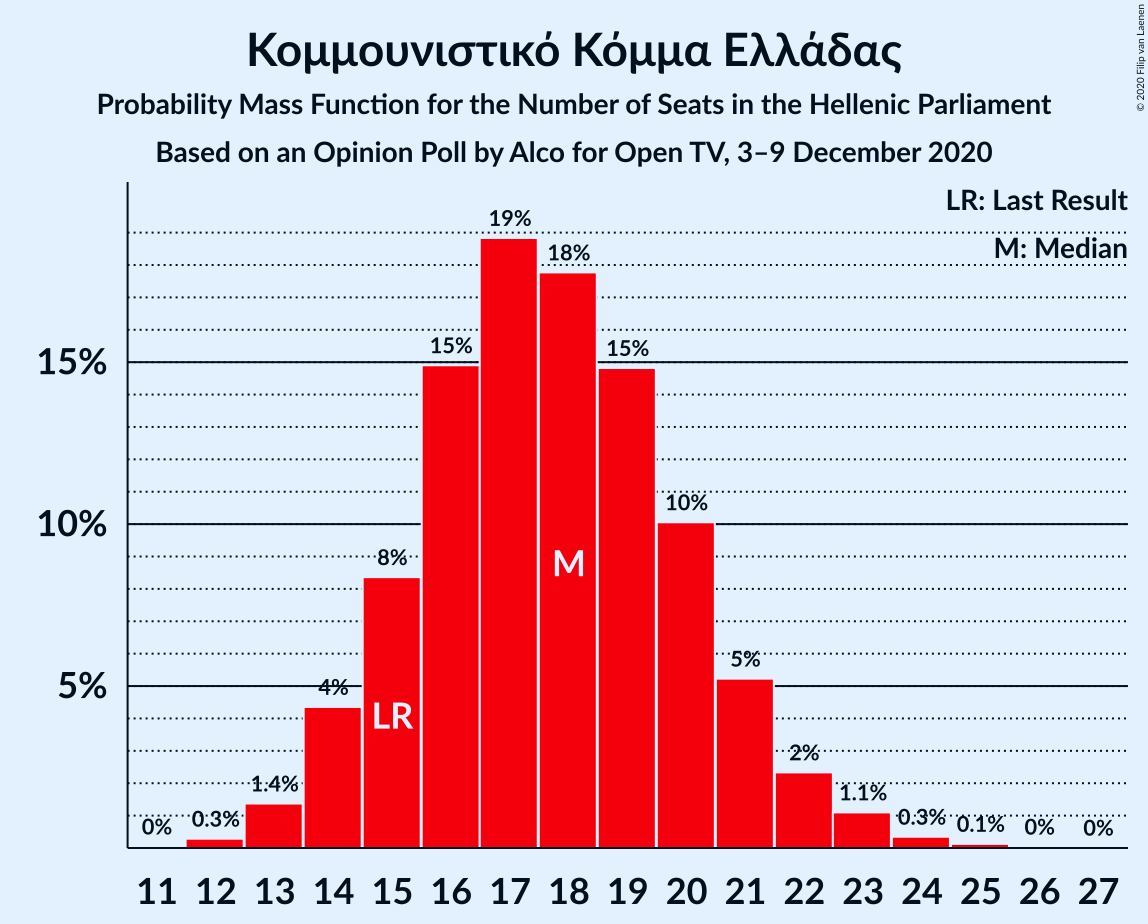 Κομμουνιστικό Κόμμα Ελλάδας
Probability Mass Function for the Number of Seats in the Hellenic Parliament
Based on an Opinion Poll by Alco for Open TV, 3–9 December 2020
© 2020 Filip van Laenen
LR: Last Result
M: Median
19%
18%
15%
15%
15%
10%
10%
8%
M
5%
5%
4%
LR
2%
1.4%
1.1%
0%
0.3%
0.3%
0.1%
0%
0%
11 12 13 14 15 16 17 18 19 20 21 22 23 24 25 26 27